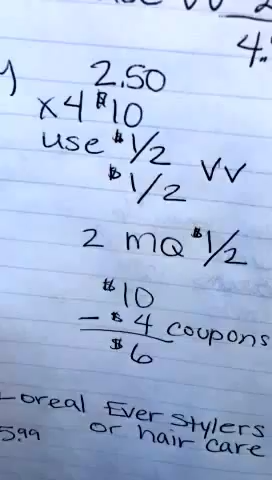 4.
2.50
x4 $10
use $1/2 VV
$1/2
2 MQ $1/2
$10
- $4 coupons
$6
Loreal Ever Stylers
5.99 or hair care